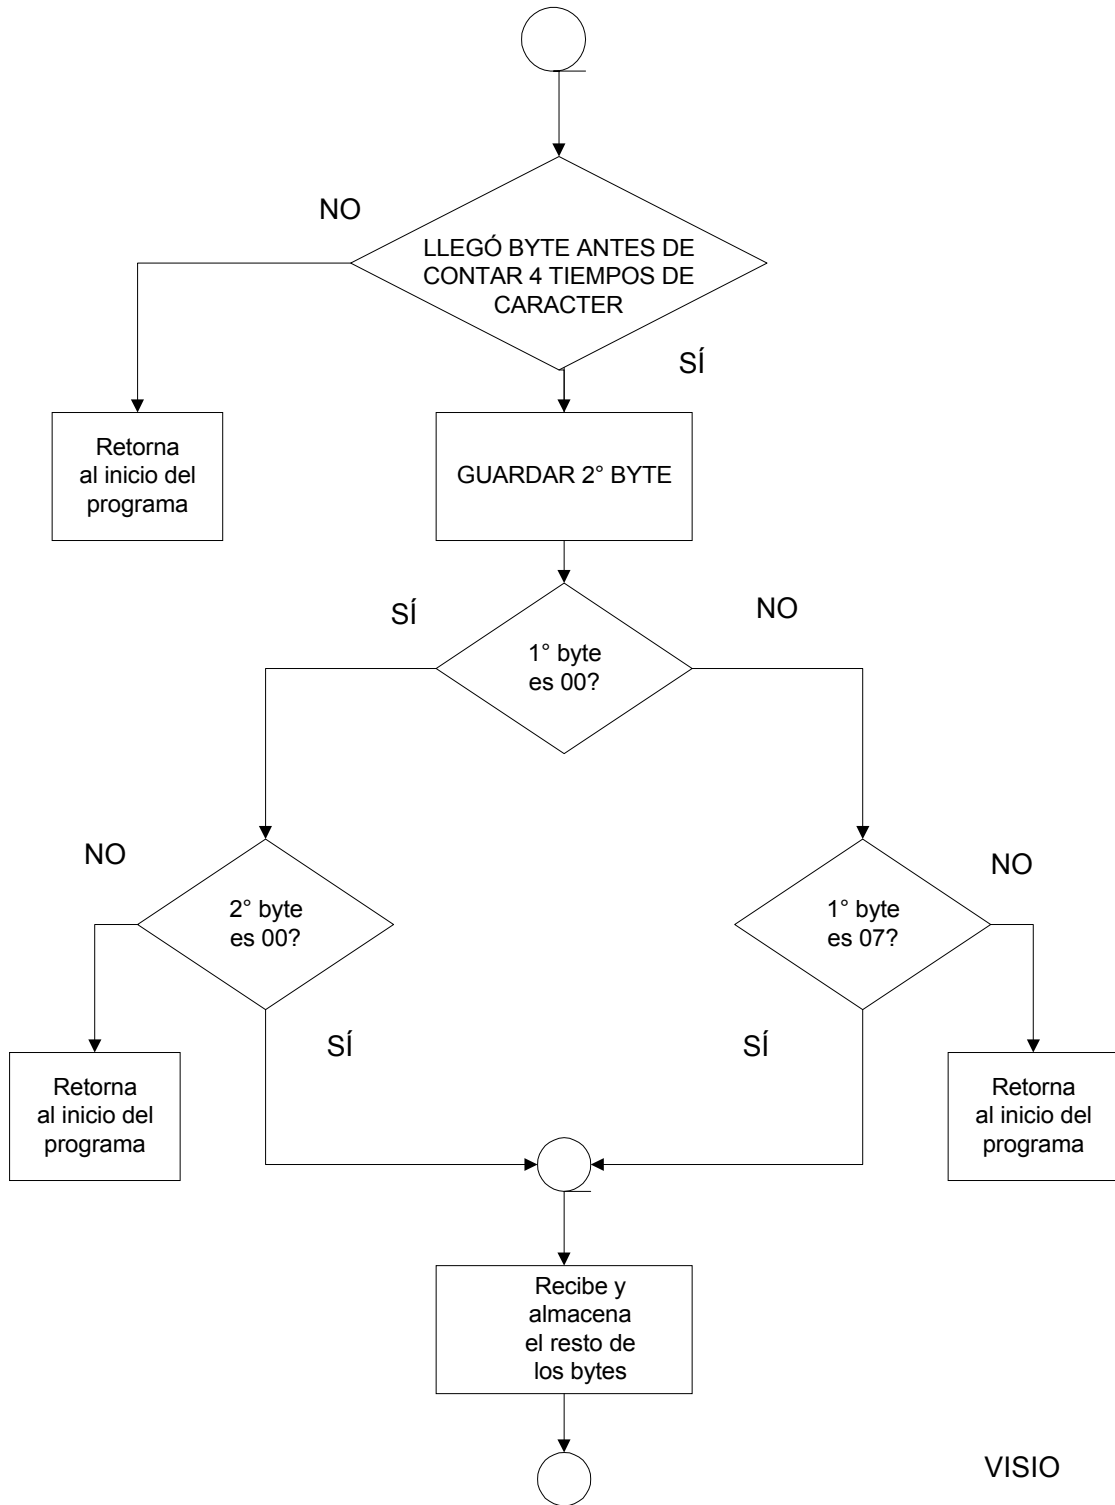 NO
LLEGÓ BYTE ANTES DE
CONTAR 4 TIEMPOS DE
CARACTER
SÍ
Retorna
al inicio del
programa
GUARDAR 2° BYTE
SÍ
NO
1° byte
es 00?
NO
2° byte
es 00?
SÍ
1° byte
es 07?
NO
SÍ
Retorna
al inicio del
programa
Retorna
al inicio del
programa
Recibe y
almacena
el resto de
los bytes
VISIO